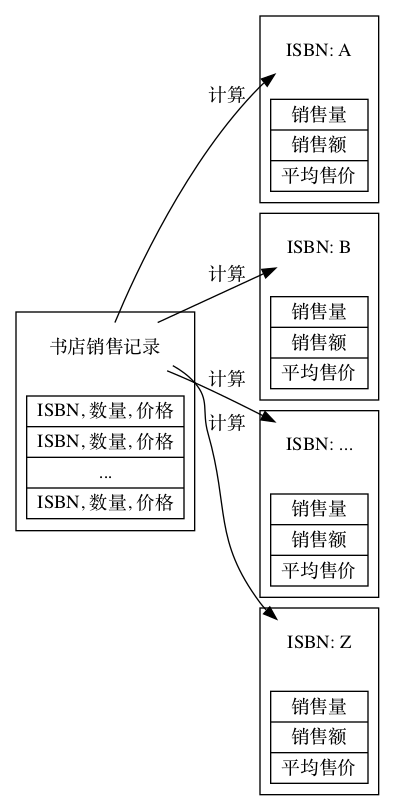 ISBN: A
销售量
销售额
平均售价
计算
ISBN: B
销售量
销售额
平均售价
计算
书店销售记录
ISBN, 数量, 价格
ISBN, 数量, 价格
...
ISBN, 数量, 价格
计算
计算
ISBN: ...
销售量
销售额
平均售价
ISBN: Z
销售量
销售额
平均售价